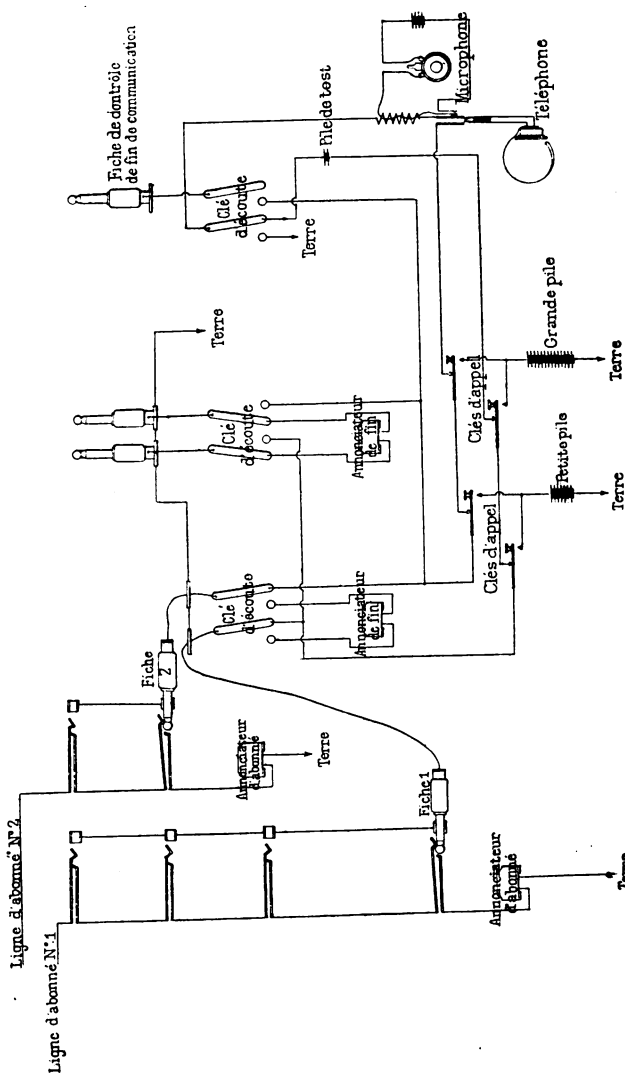 Fiche de dontrôle
de fin de communication
Microphone
Pile de test
Téléphone
Clé
d'écoute
Terre
Terre
Clé
d'écoute
Annonciateur
de fin
Grande pile
Clés d'appel
Terre
Petite pile
Clés d'appel
Terre
Clé
d'écouto
Annonciateur
de fin
Fiche
2
Annonciateur
d'abonné
Terre
Fiche 1
Annonciateur
d'abonné
Terre
Ligne d'abonné N° 2
Ligne d'abonné N° 1